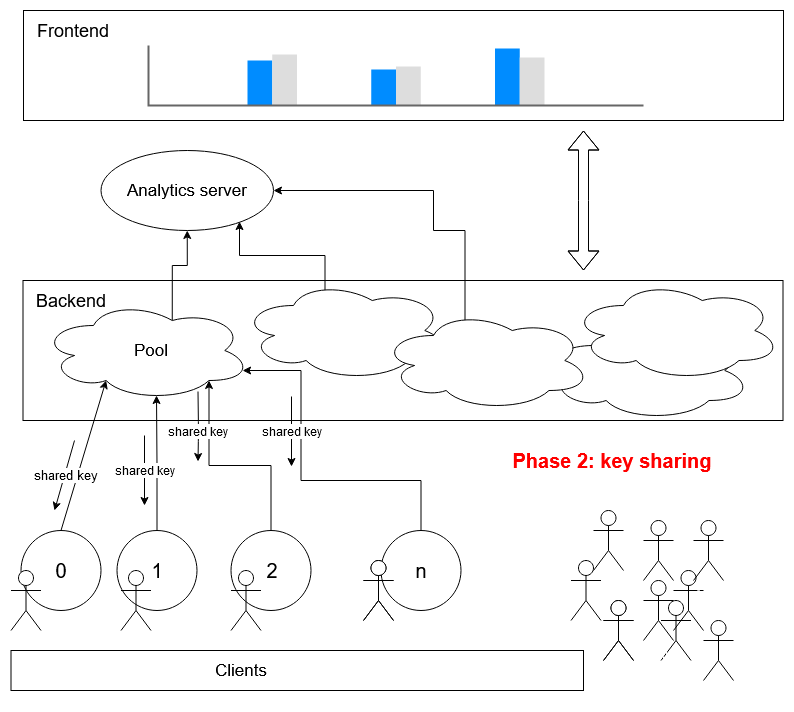 Frontend
Analytics server
Backend
Pool
shared key
shared key
shared key
shared key
Phase 2: key sharing
0
1
2
n
Clients